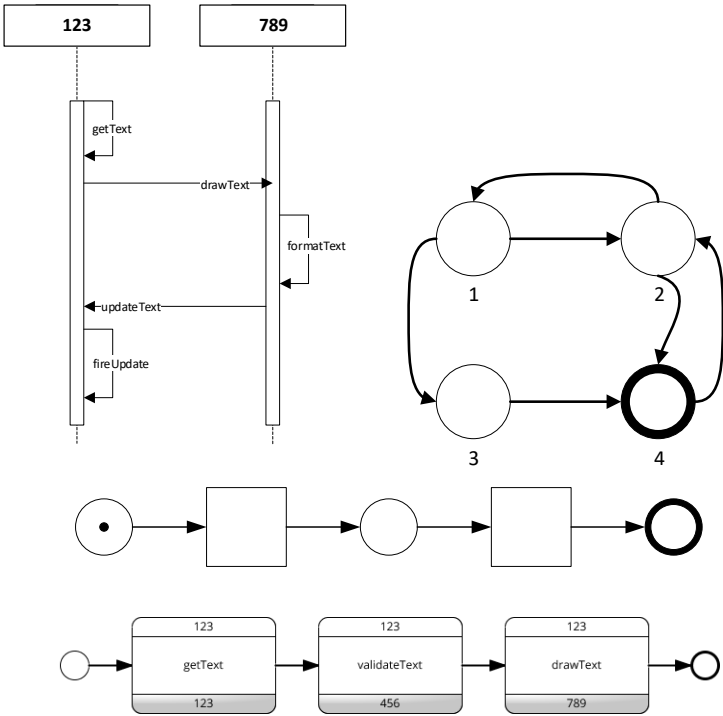 123
789
getText
drawText
formatText
updateText
fireUpdate
1
2
3
4
123
getText
123
123
validateText
456
123
drawText
789